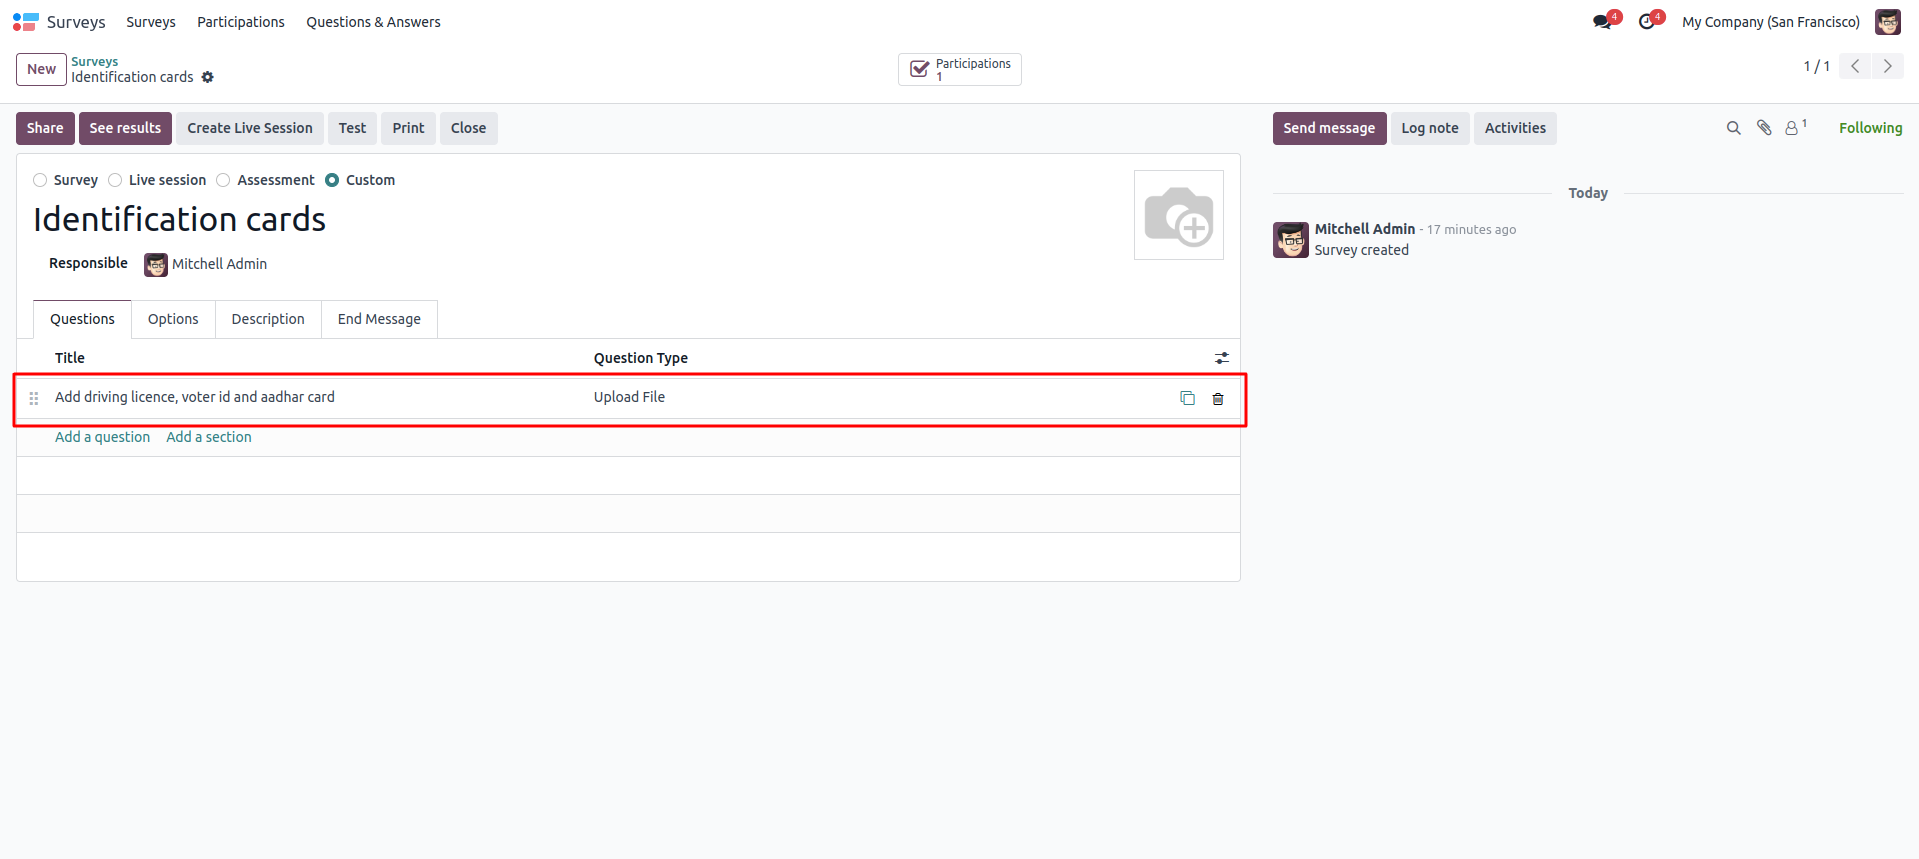 Surveys Surveys Participations Questions & Answers 4 4 My Company (San Francisco)
New Surveys Participations
Identification cards 1 1 / 1
Share See results Create Live Session Test Print Close Send message Log note Activities 1 Following
Survey Live session Assessment Custom
Today
Identification cards
Mitchell Admin - 17 minutes ago
Survey created
Responsible Mitchell Admin
Questions Options Description End Message
Title Question Type
Add driving licence, voter id and aadhar card Upload File
Add a question Add a section